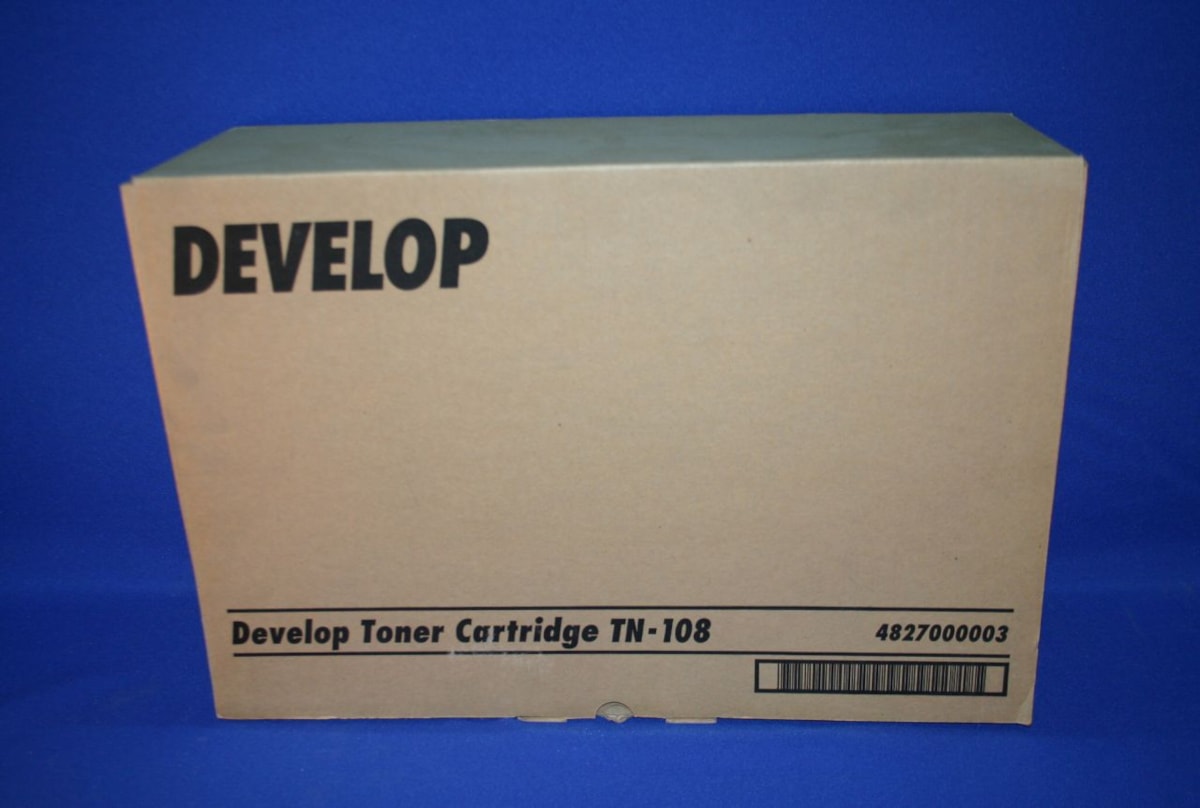 DEVELOP
Develop Toner Cartridge TN-108 4827000003